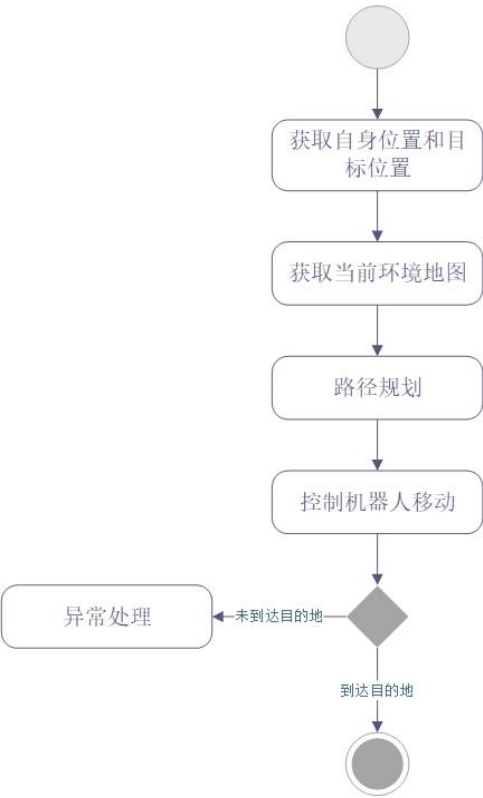 获取自身位置和目
标位置
获取当前环境地图
路径规划
控制机器人移动
异常处理
未到达目的地
到达目的地